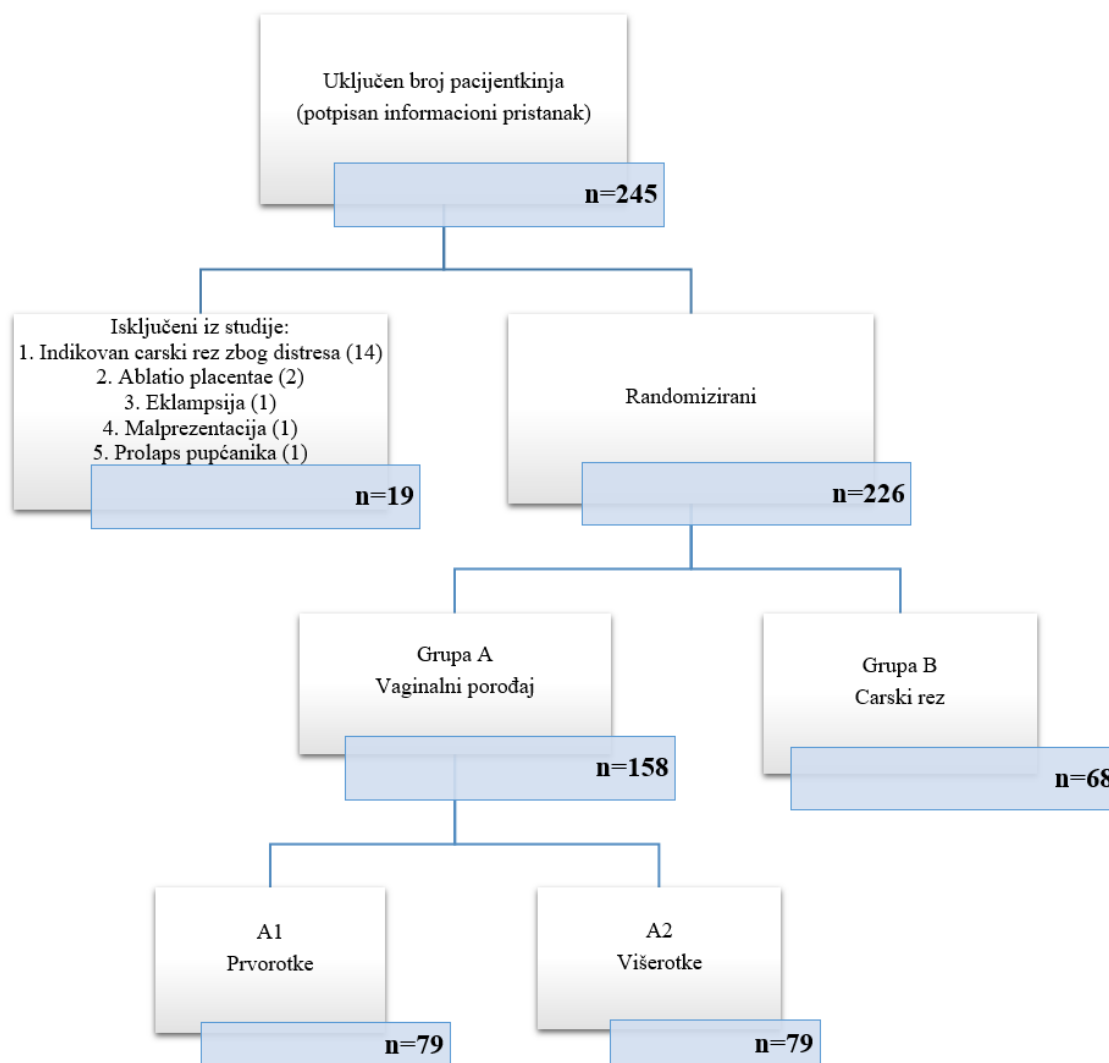 Uključen broj pacijentkinja
(potpisan informacioni pristanak)
n=245
Isključeni iz studije:
1. Indikovan carski rez zbog distresa (14)
2. Ablatio placentae (2)
3. Eklampsija (1)
4. Malprezentacija (1)
5. Prolaps pupćanika (1)
n=19
Randomizirani
n=226
Grupa A
Vaginalni porođaj
n=158
Grupa B
Carski rez
n=68
A1
Prvorotke
n=79
A2
Višerotke
n=79